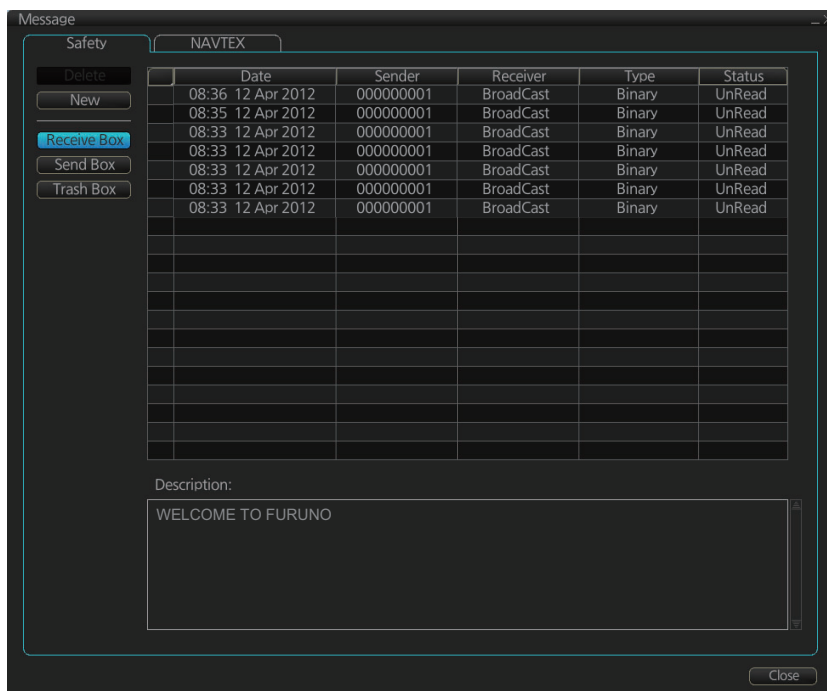 Message
Safety NAVTEX
Delete
New
Receive Box
Send Box
Trash Box
Date Sender Receiver Type Status
08:36 12 Apr 2012 000000001 BroadCast Binary UnRead
08:35 12 Apr 2012 000000001 BroadCast Binary UnRead
08:33 12 Apr 2012 000000001 BroadCast Binary UnRead
08:33 12 Apr 2012 000000001 BroadCast Binary UnRead
08:33 12 Apr 2012 000000001 BroadCast Binary UnRead
08:33 12 Apr 2012 000000001 BroadCast Binary UnRead
08:33 12 Apr 2012 000000001 BroadCast Binary UnRead
Description:
WELCOME TO FURUNO
Close